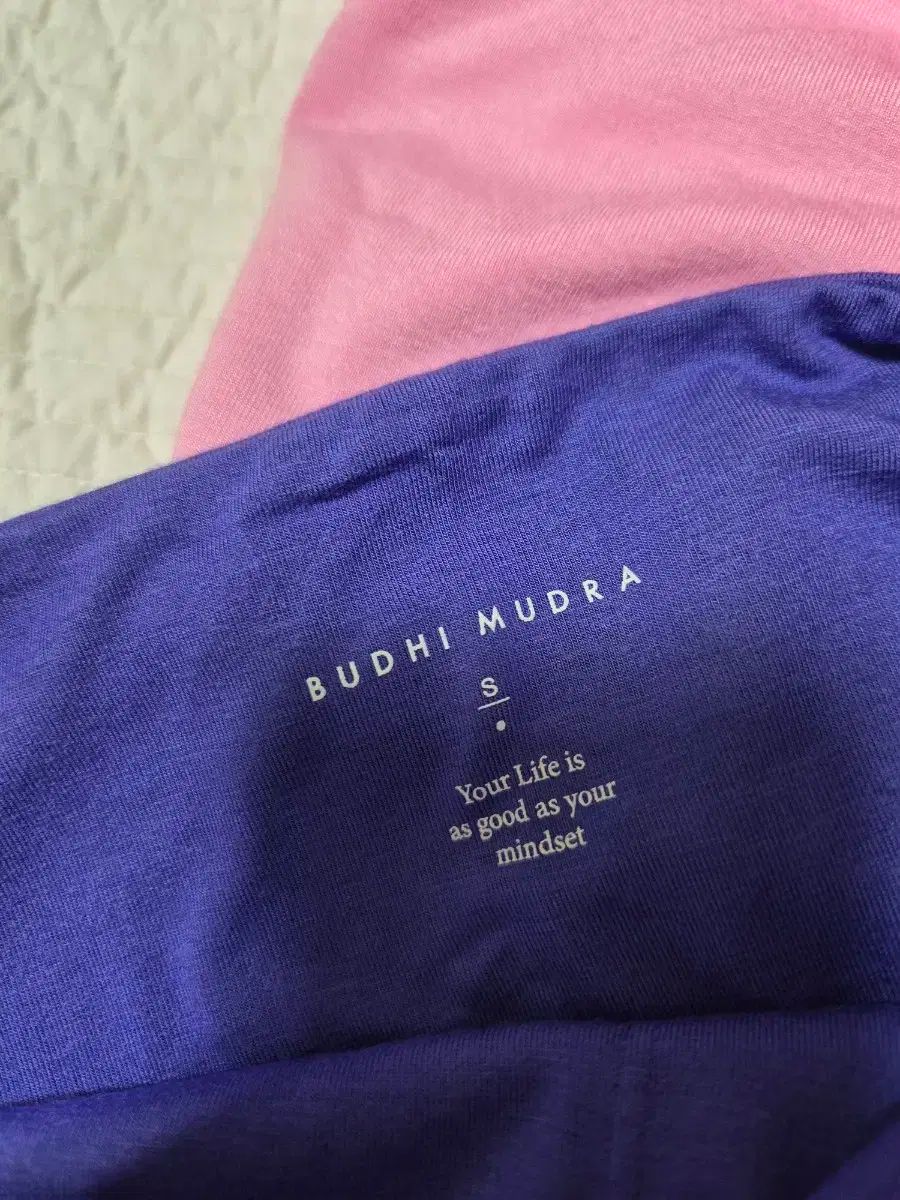 BUDHI MUDRA
S
Your Life is
as good as your
mindset